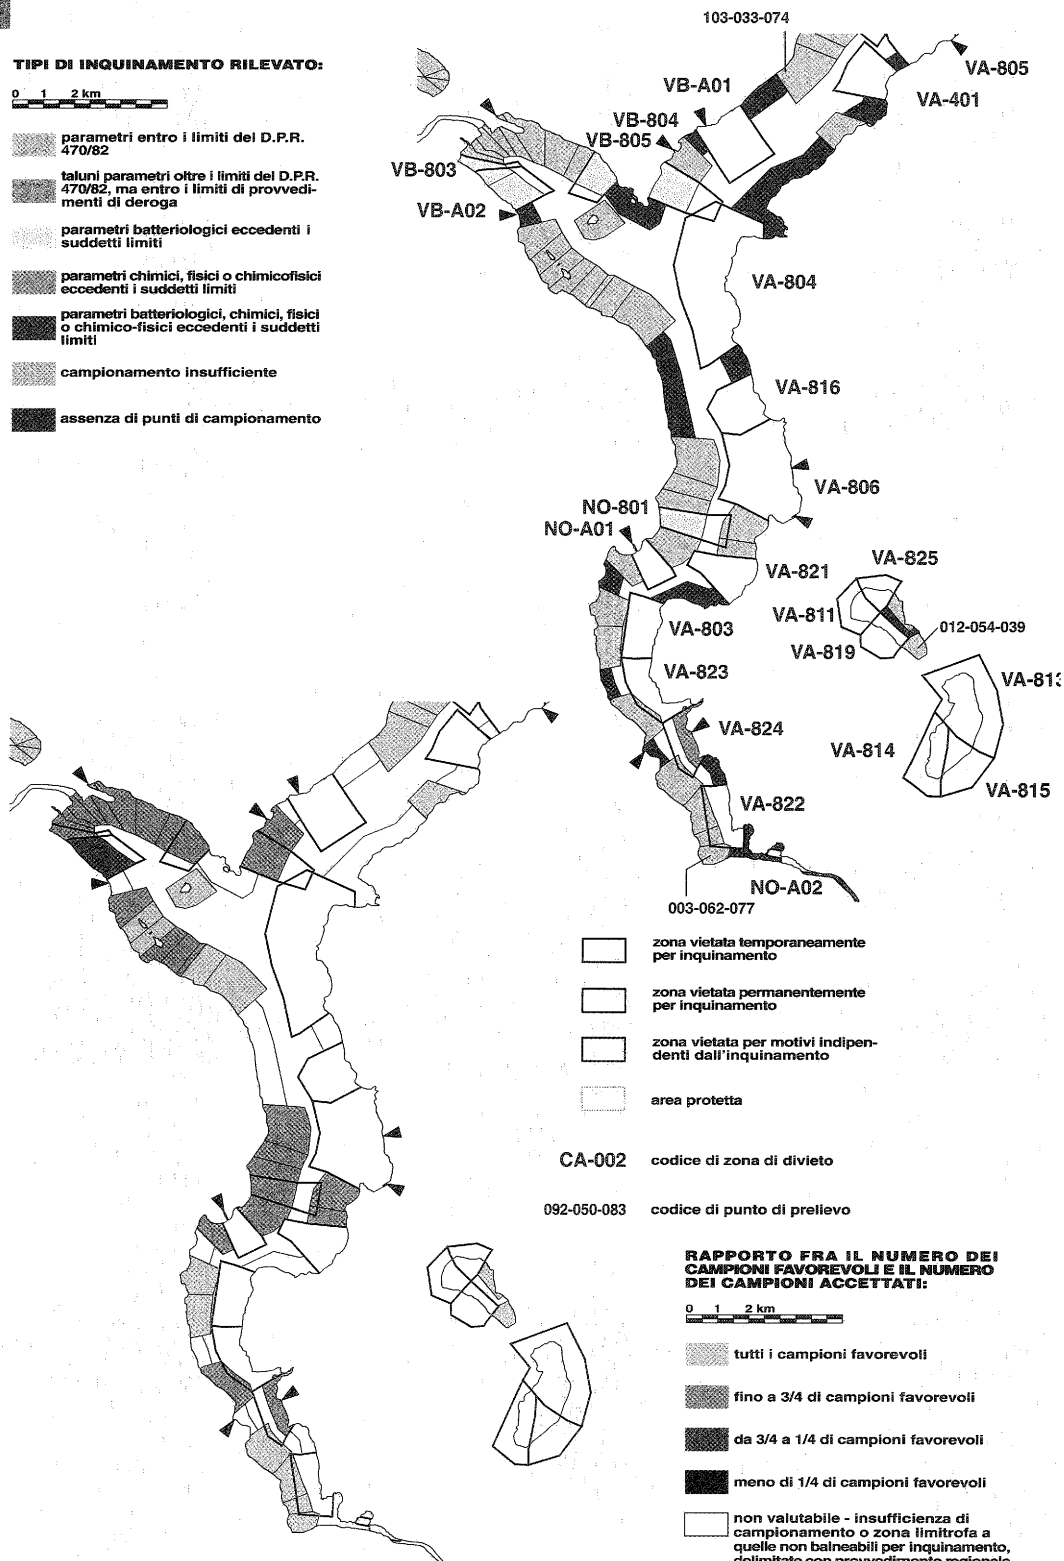 TIPI DI INQUINAMENTO RILEVATO:
0 1 2 km
parametri entro i limiti del D.P.R.
470/82
taluni parametri oltre i limiti del D.P.R.
470/82, ma entro i limiti di provvedi-
menti di deroga
parametri batteriologici eccedenti i
suddetti limiti
parametri chimici, fisici o chimicofisici
eccedenti i suddetti limiti
parametri batteriologici, chimici, fisici
o chimico-fisici eccedenti i suddetti
limiti
campionamento insufficiente
assenza di punti di campionamento
103-033-074
VA-805
VB-A01
VA-401
VB-804
VB-805
VB-803
VB-A02
VA-804
VA-816
VA-806
NO-801
NO-A01
VA-825
VA-821
VA-811
012-054-039
VA-803
VA-819
VA-823
VA-813
VA-824
VA-814
VA-815
VA-822
NO-A02
003-062-077
zona vietata temporaneamente
per inquinamento
zona vietata permanentemente
per inquinamento
zona vietata per motivi indipen-
denti dall'inquinamento
area protetta
CA-002 codice di zona di divieto
092-050-083 codice di punto di prelievo
RAPPORTO FRA IL NUMERO DEI
CAMPIONI FAVOREVOLI E IL NUMERO
DEI CAMPIONI ACCETTATI:
0 1 2 km
tutti i campioni favorevoli
fino a 3/4 di campioni favorevoli
da 3/4 a 1/4 di campioni favorevoli
meno di 1/4 di campioni favorevoli
non valutabile - insufficienza di
campionamento o zona limitrofa a
quelle non balneabili per inquinamento,
delimitate con provvedimento regionale